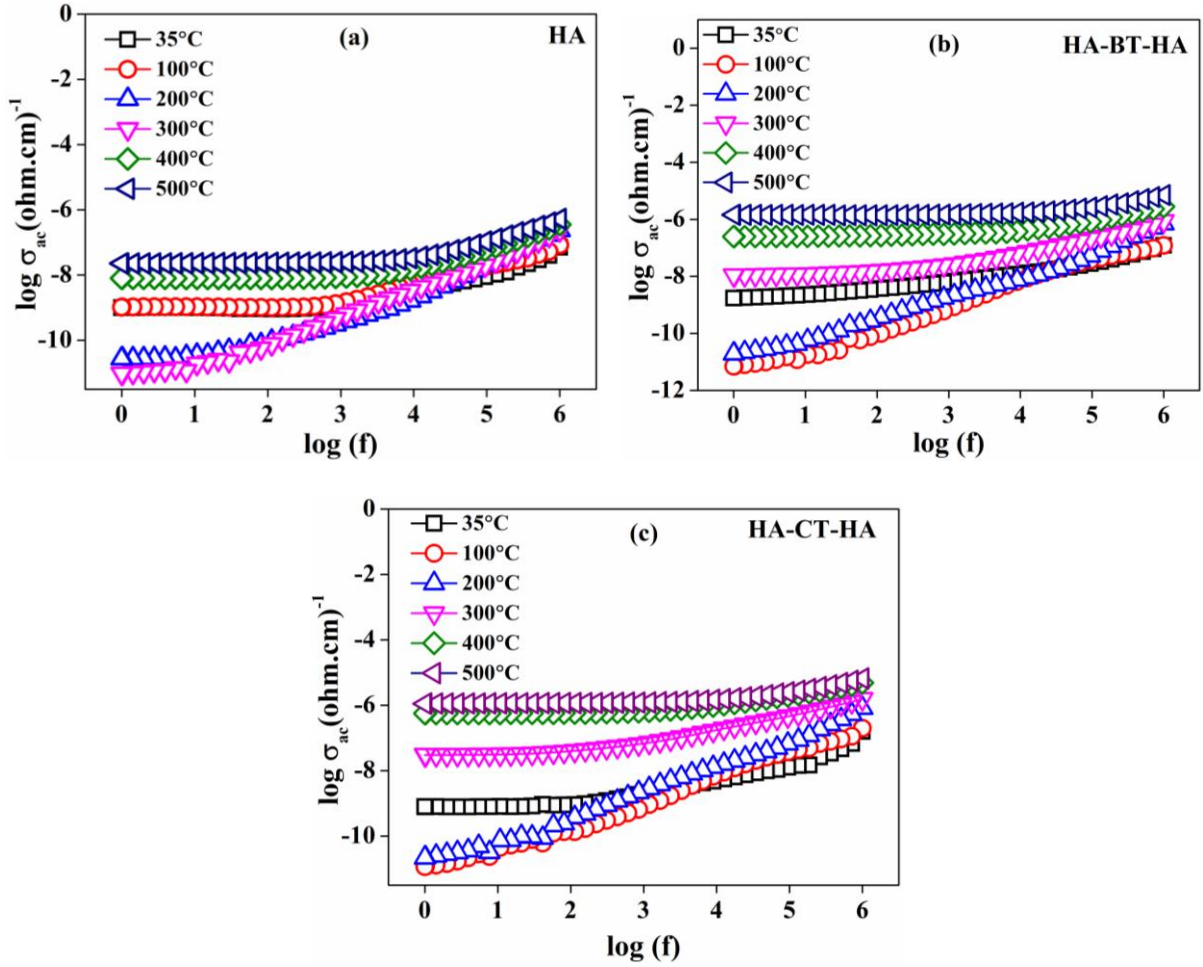 (a)
HA
35°C
100°C
200°C
300°C
400°C
500°C
0
-2
-4
-6
-8
-10
log σac(ohm.cm)-1
0 1 2 3 4 5 6
log (f)
(b)
HA-BT-HA
35°C
100°C
200°C
300°C
400°C
500°C
0
-2
-4
-6
-8
-10
-12
log σac(ohm.cm)-1
0 1 2 3 4 5 6
log (f)
(c)
HA-CT-HA
35°C
100°C
200°C
300°C
400°C
500°C
0
-2
-4
-6
-8
-10
log σac(ohm.cm)-1
0 1 2 3 4 5 6
log (f)